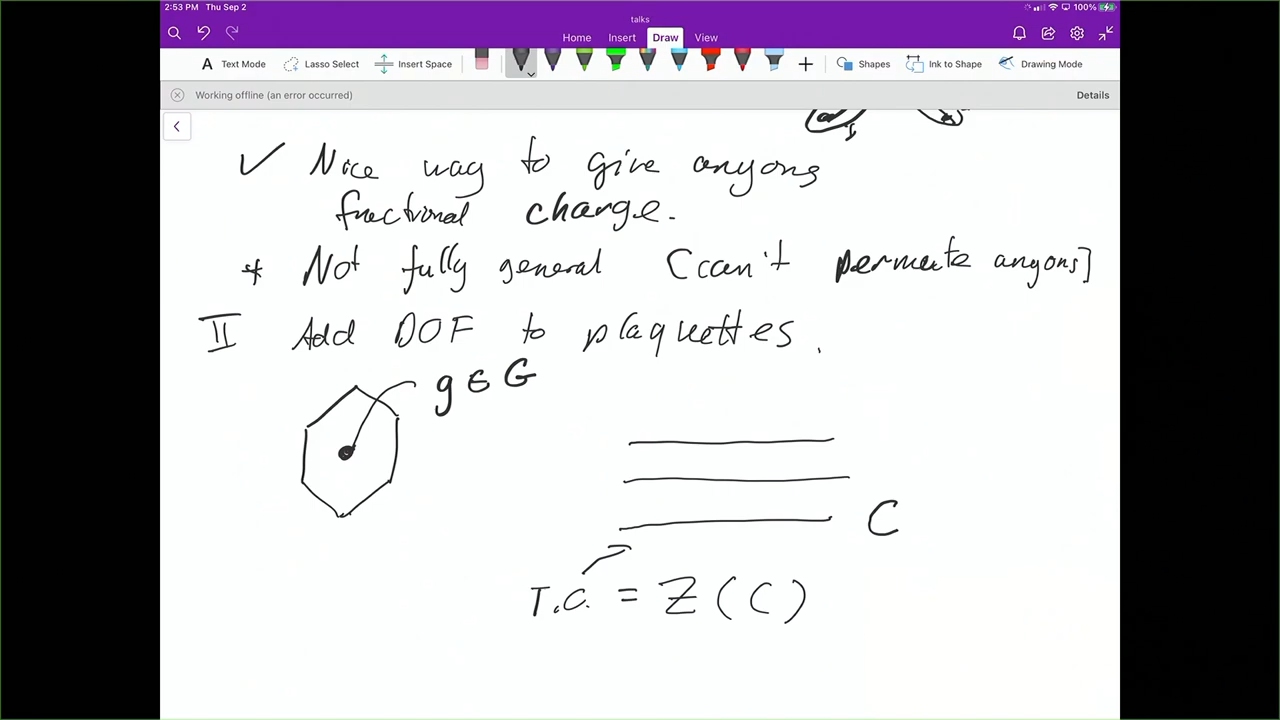 2:53 PM Thu Sep 2
100%
talks
Home Insert Draw View
Text Mode Lasso Select Insert Space Shapes Ink to Shape Drawing Mode
Working offline (an error occurred) Details
✓ Nice way to give anyons
fractional charge.
* Not fully general [can't permute anyons]
II Add DOF to plaquettes.
g ∈ G
C
T.C. = Z(C)